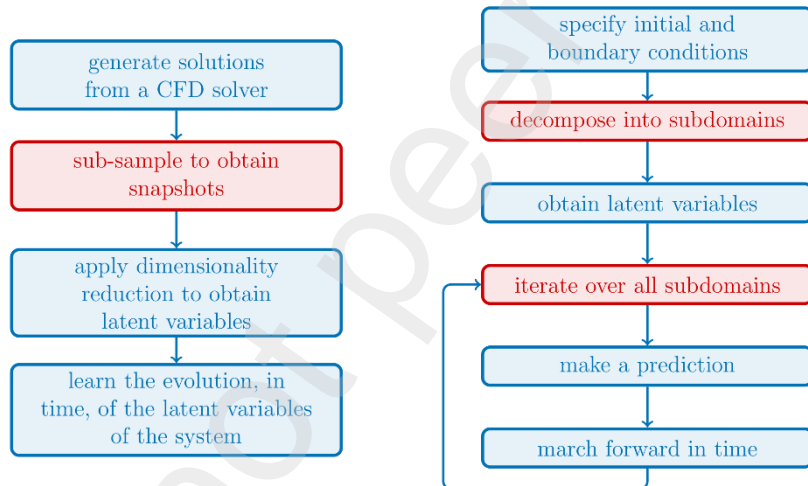 generate solutions
from a CFD solver
sub-sample to obtain
snapshots
apply dimensionality
reduction to obtain
latent variables
learn the evolution, in
time, of the latent variables
of the system
specify initial and
boundary conditions
decompose into subdomains
obtain latent variables
iterate over all subdomains
make a prediction
march forward in time
not peer